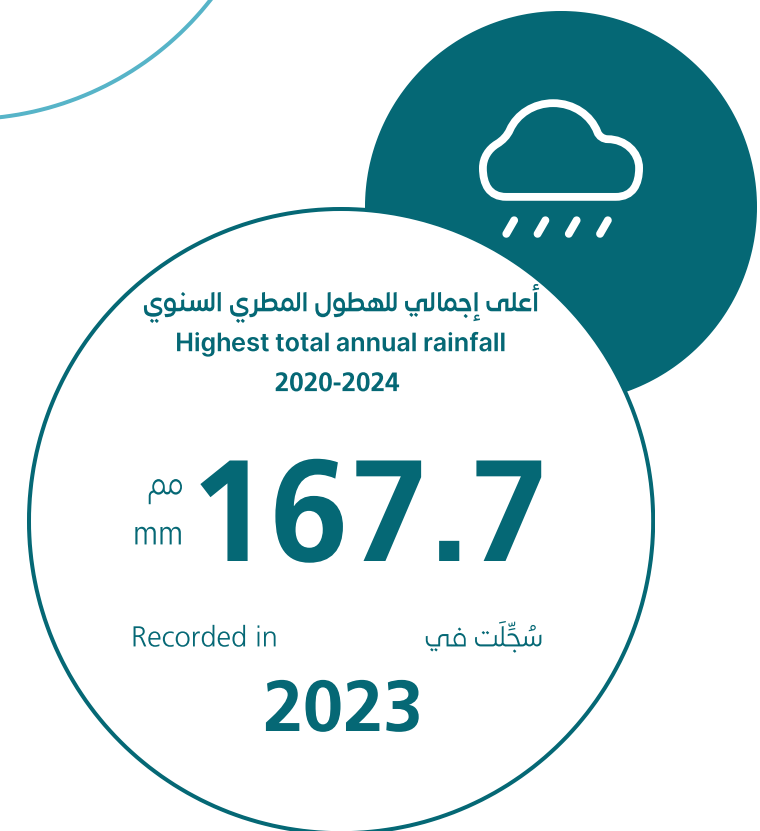 أعلى إجمالي للهطول المطري السنوي
Highest total annual rainfall
2020-2024
167.7
مم
mm
سُجِّلَت في
Recorded in
2023